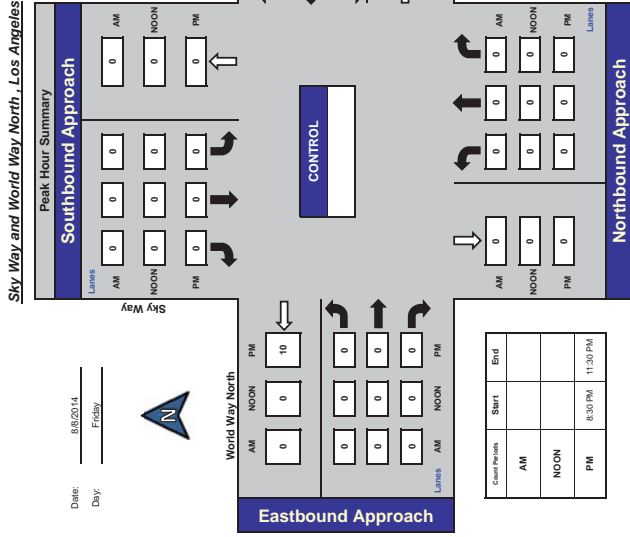 Sky Way and World Way North , Los Angeles
Peak Hour Summary
Southbound Approach
Date: 8/8/2014
Day: Friday
Lanes
AM 0 0 0 0 AM
NOON 0 0 0 0 NOON
PM 0 0 0 0 PM
Sky Way
N
World Way North
AM NOON PM
0 0 10
CONTROL
Eastbound Approach
0 0 0
0 0 0
0 0 0
Lanes AM NOON PM
AM 0 0 0 0 AM
NOON 0 0 0 0 NOON
PM 0 0 0 0 PM
Lanes
Northbound Approach
Count Periods Start End
AM
NOON
PM 8:30 PM 11:30 PM